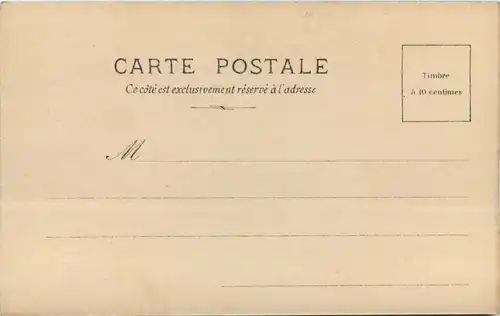 CARTE POSTALE
Ce côté est exclusivement réservé à l'adresse
Timbre
à 10 centimes
M